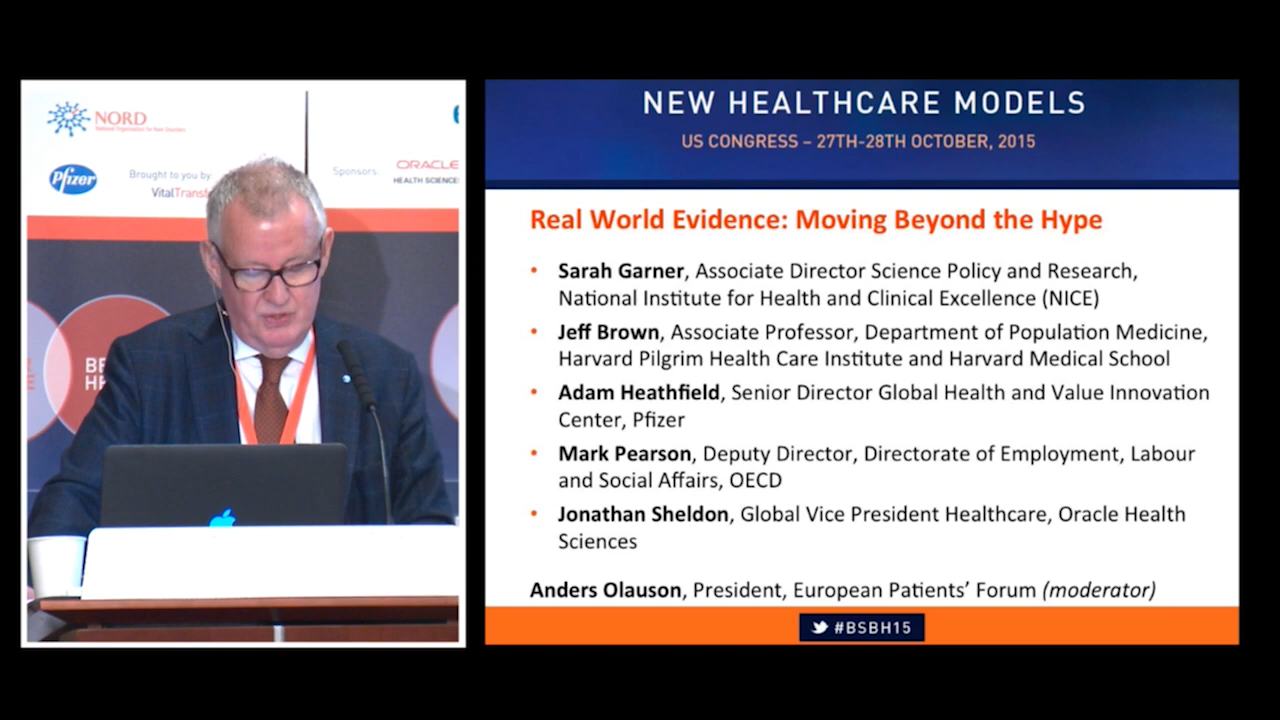 NORD
National Organization for Rare Disorders
Pfizer
Brought to you by:
VitalTransf
Sponsors:
ORACLE
HEALTH SCIENCE
BE
HE
NEW HEALTHCARE MODELS
US CONGRESS – 27TH-28TH OCTOBER, 2015
Real World Evidence: Moving Beyond the Hype
• Sarah Garner, Associate Director Science Policy and Research,
National Institute for Health and Clinical Excellence (NICE)
• Jeff Brown, Associate Professor, Department of Population Medicine,
Harvard Pilgrim Health Care Institute and Harvard Medical School
• Adam Heathfield, Senior Director Global Health and Value Innovation
Center, Pfizer
• Mark Pearson, Deputy Director, Directorate of Employment, Labour
and Social Affairs, OECD
• Jonathan Sheldon, Global Vice President Healthcare, Oracle Health
Sciences
Anders Olauson, President, European Patients’ Forum (moderator)
#BSBH15